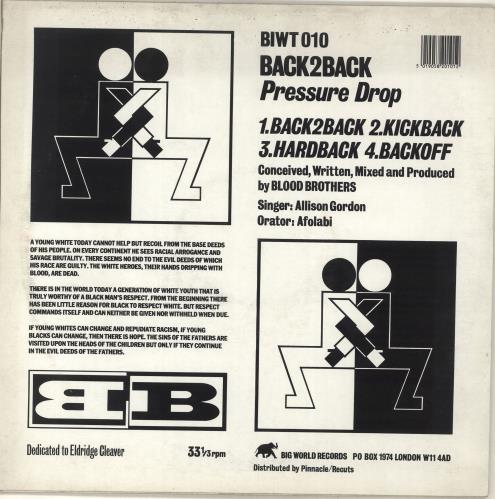 BIWT 010
BACK2BACK
Pressure Drop
5 019058 201012
1.BACK2BACK 2.KICKBACK
3.HARDBACK 4.BACKOFF
Conceived, Written, Mixed and Produced
by BLOOD BROTHERS
Singer: Allison Gordon
Orator: Afolabi
A YOUNG WHITE TODAY CANNOT HELP BUT RECOIL FROM THE BASE DEEDS
OF HIS PEOPLE. ON EVERY CONTINENT HE SEES RACIAL ARROGANCE AND
SAVAGE BRUTALITY. THERE SEEMS NO END TO THE EVIL DEEDS OF WHICH
HIS RACE ARE GUILTY. THE WHITE HEROES, THEIR HANDS DRIPPING WITH
BLOOD, ARE DEAD.
THERE IS IN THE WORLD TODAY A GENERATION OF WHITE YOUTH THAT IS
TRULY WORTHY OF A BLACK MAN'S RESPECT. FROM THE BEGINNING THERE
HAS BEEN LITTLE REASON FOR BLACK TO RESPECT WHITE. BUT RESPECT
COMMANDS ITSELF AND CAN NEITHER BE GIVEN NOR WITHHELD WHEN DUE.
IF YOUNG WHITES CAN CHANGE AND REPUDIATE RACISM, IF YOUNG
BLACKS CAN CHANGE, THEN THERE IS HOPE. THE SINS OF THE FATHERS ARE
VISITED UPON THE HEADS OF THE CHILDREN BUT ONLY IF THEY CONTINUE
IN THE EVIL DEEDS OF THE FATHERS.
BB
Dedicated to Eldridge Cleaver
33⅓rpm
BIG WORLD RECORDS PO BOX 1974 LONDON W11 4AD
Distributed by Pinnacle/Recuts